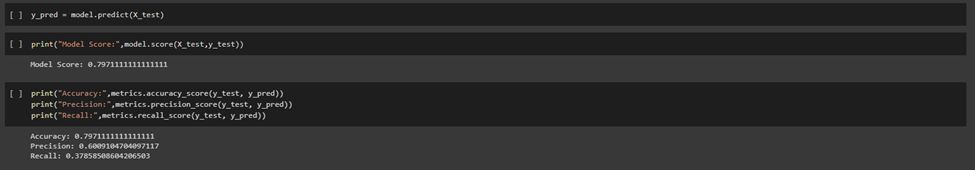 [ ] y_pred = model.predict(X_test)
[ ] print("Model Score:",model.score(X_test,y_test))
Model Score: 0.7971111111111111
[ ] print("Accuracy:",metrics.accuracy_score(y_test, y_pred))
print("Precision:",metrics.precision_score(y_test, y_pred))
print("Recall:",metrics.recall_score(y_test, y_pred))
Accuracy: 0.7971111111111111
Precision: 0.6009104704097117
Recall: 0.37858508604206503